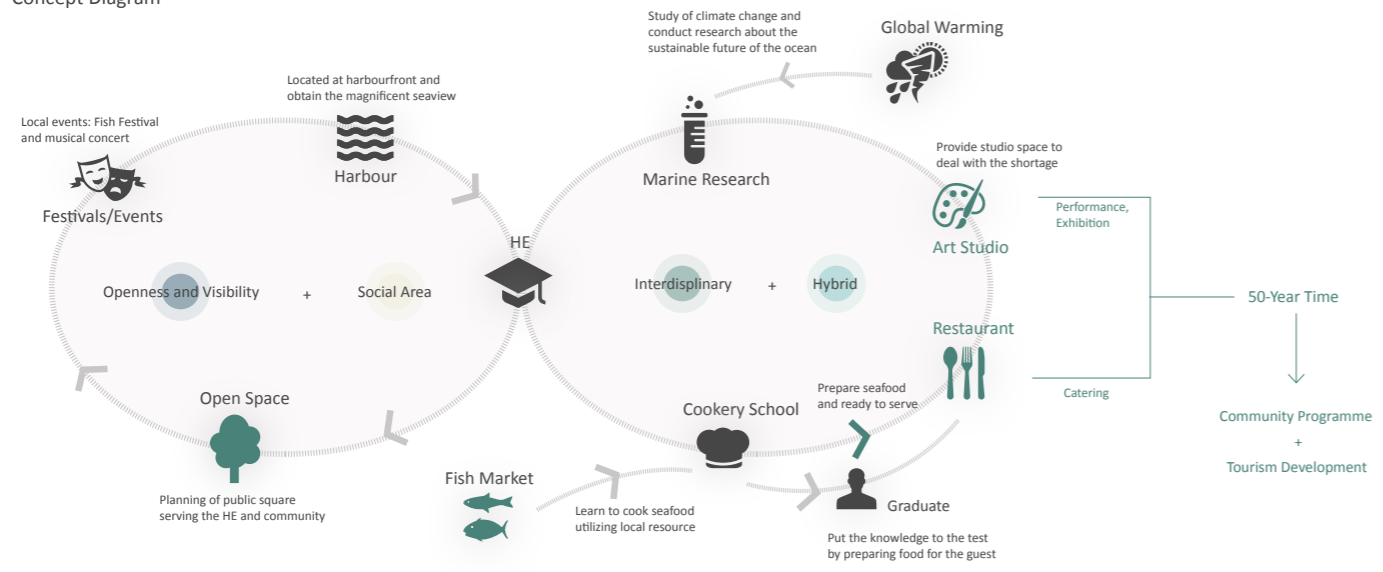 Concept Diagram
Study of climate change and
conduct research about the
sustainable future of the ocean
Global Warming
Located at harbourfront and
obtain the magnificent seaview
Local events: Fish Festival
and musical concert
Harbour
Festivals/Events
Marine Research
Provide studio space to
deal with the shortage
Art Studio
Performance,
Exhibition
HE
Openness and Visibility
+
Social Area
Interdisplinary
+
Hybrid
50-Year Time
Restaurant
Catering
Community Programme
+
Tourism Development
Open Space
Planning of public square
serving the HE and community
Cookery School
Prepare seafood
and ready to serve
Fish Market
Learn to cook seafood
utilizing local resource
Graduate
Put the knowledge to the test
by preparing food for the guest